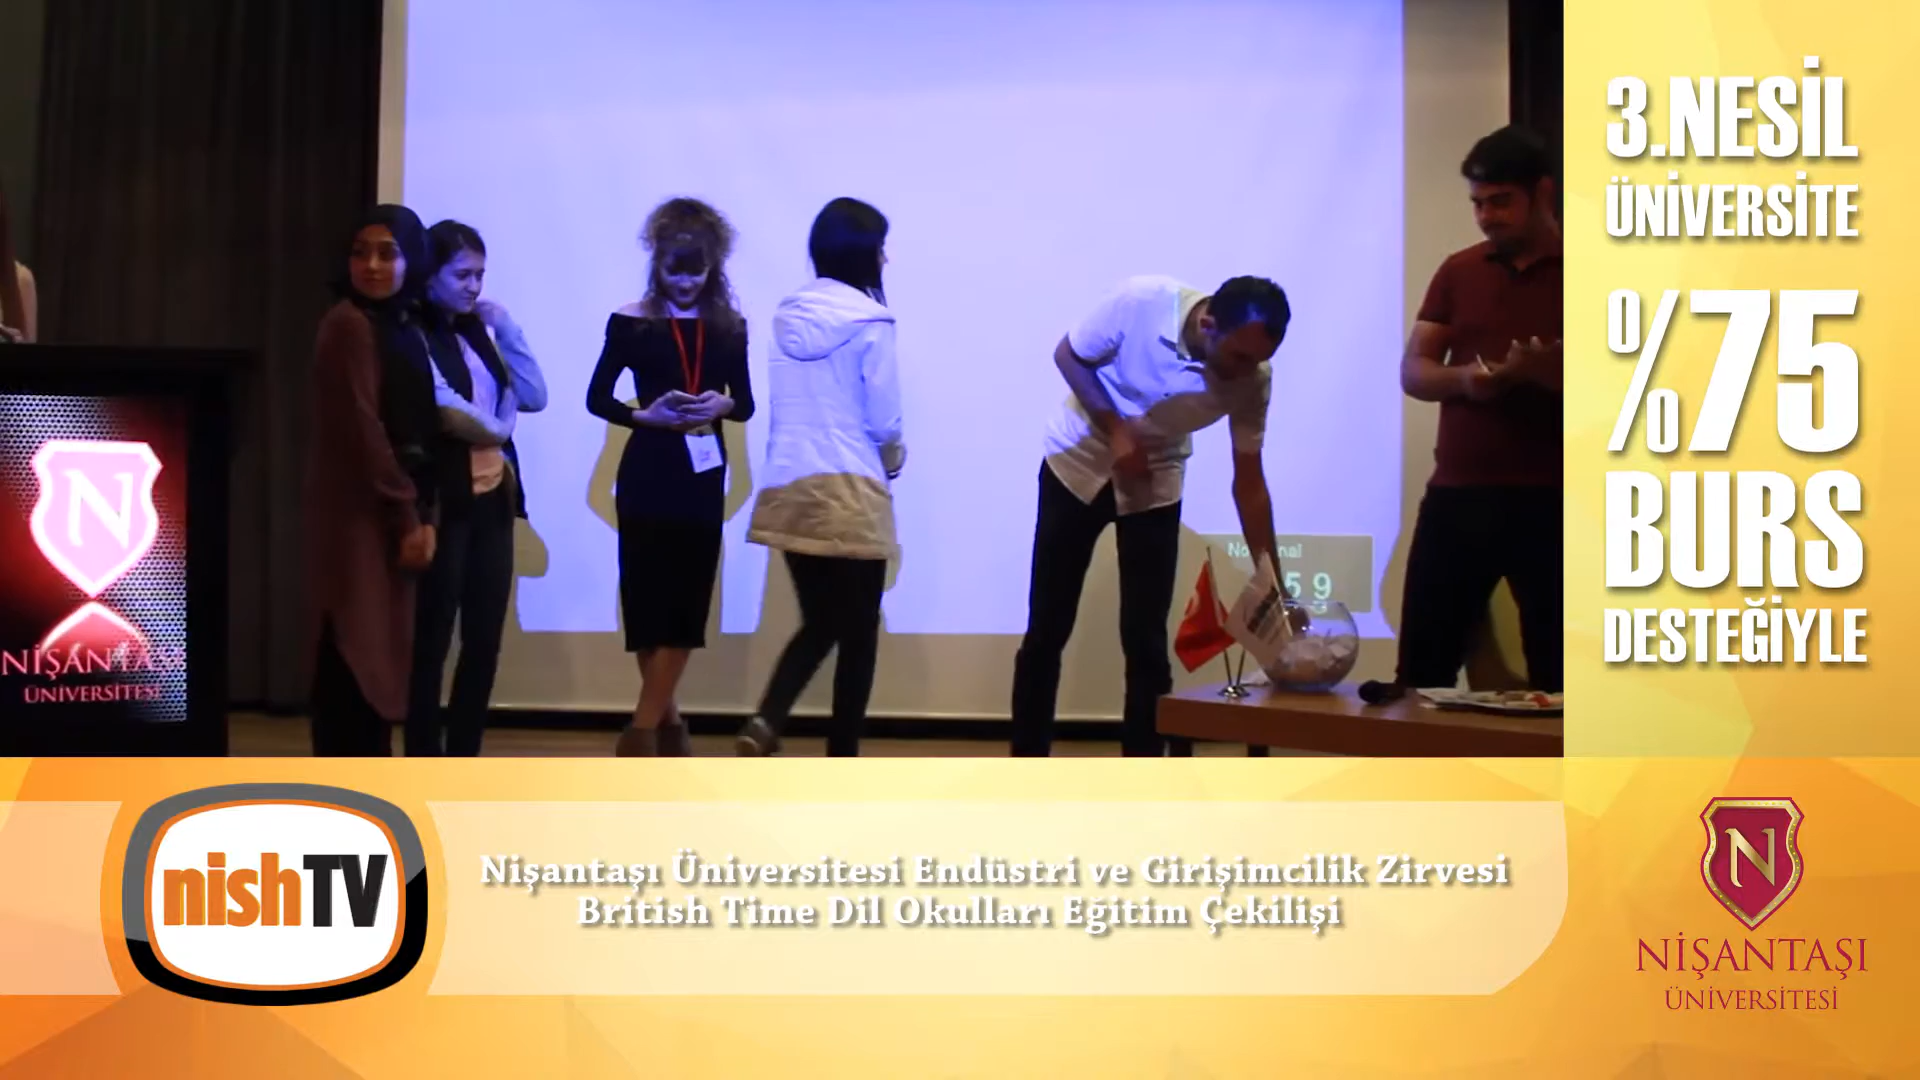 3.NESİL
ÜNİVERSİTE
%75
BURS
DESTEĞİYLE
59
N
NİŞANTAŞI
ÜNİVERSİTESİ
nishTV
Nişantaşı Üniversitesi Endüstri ve Girişimcilik Zirvesi
British Time Dil Okulları Eğitim Çekilişi
N
NİŞANTAŞI
ÜNİVERSİTESİ